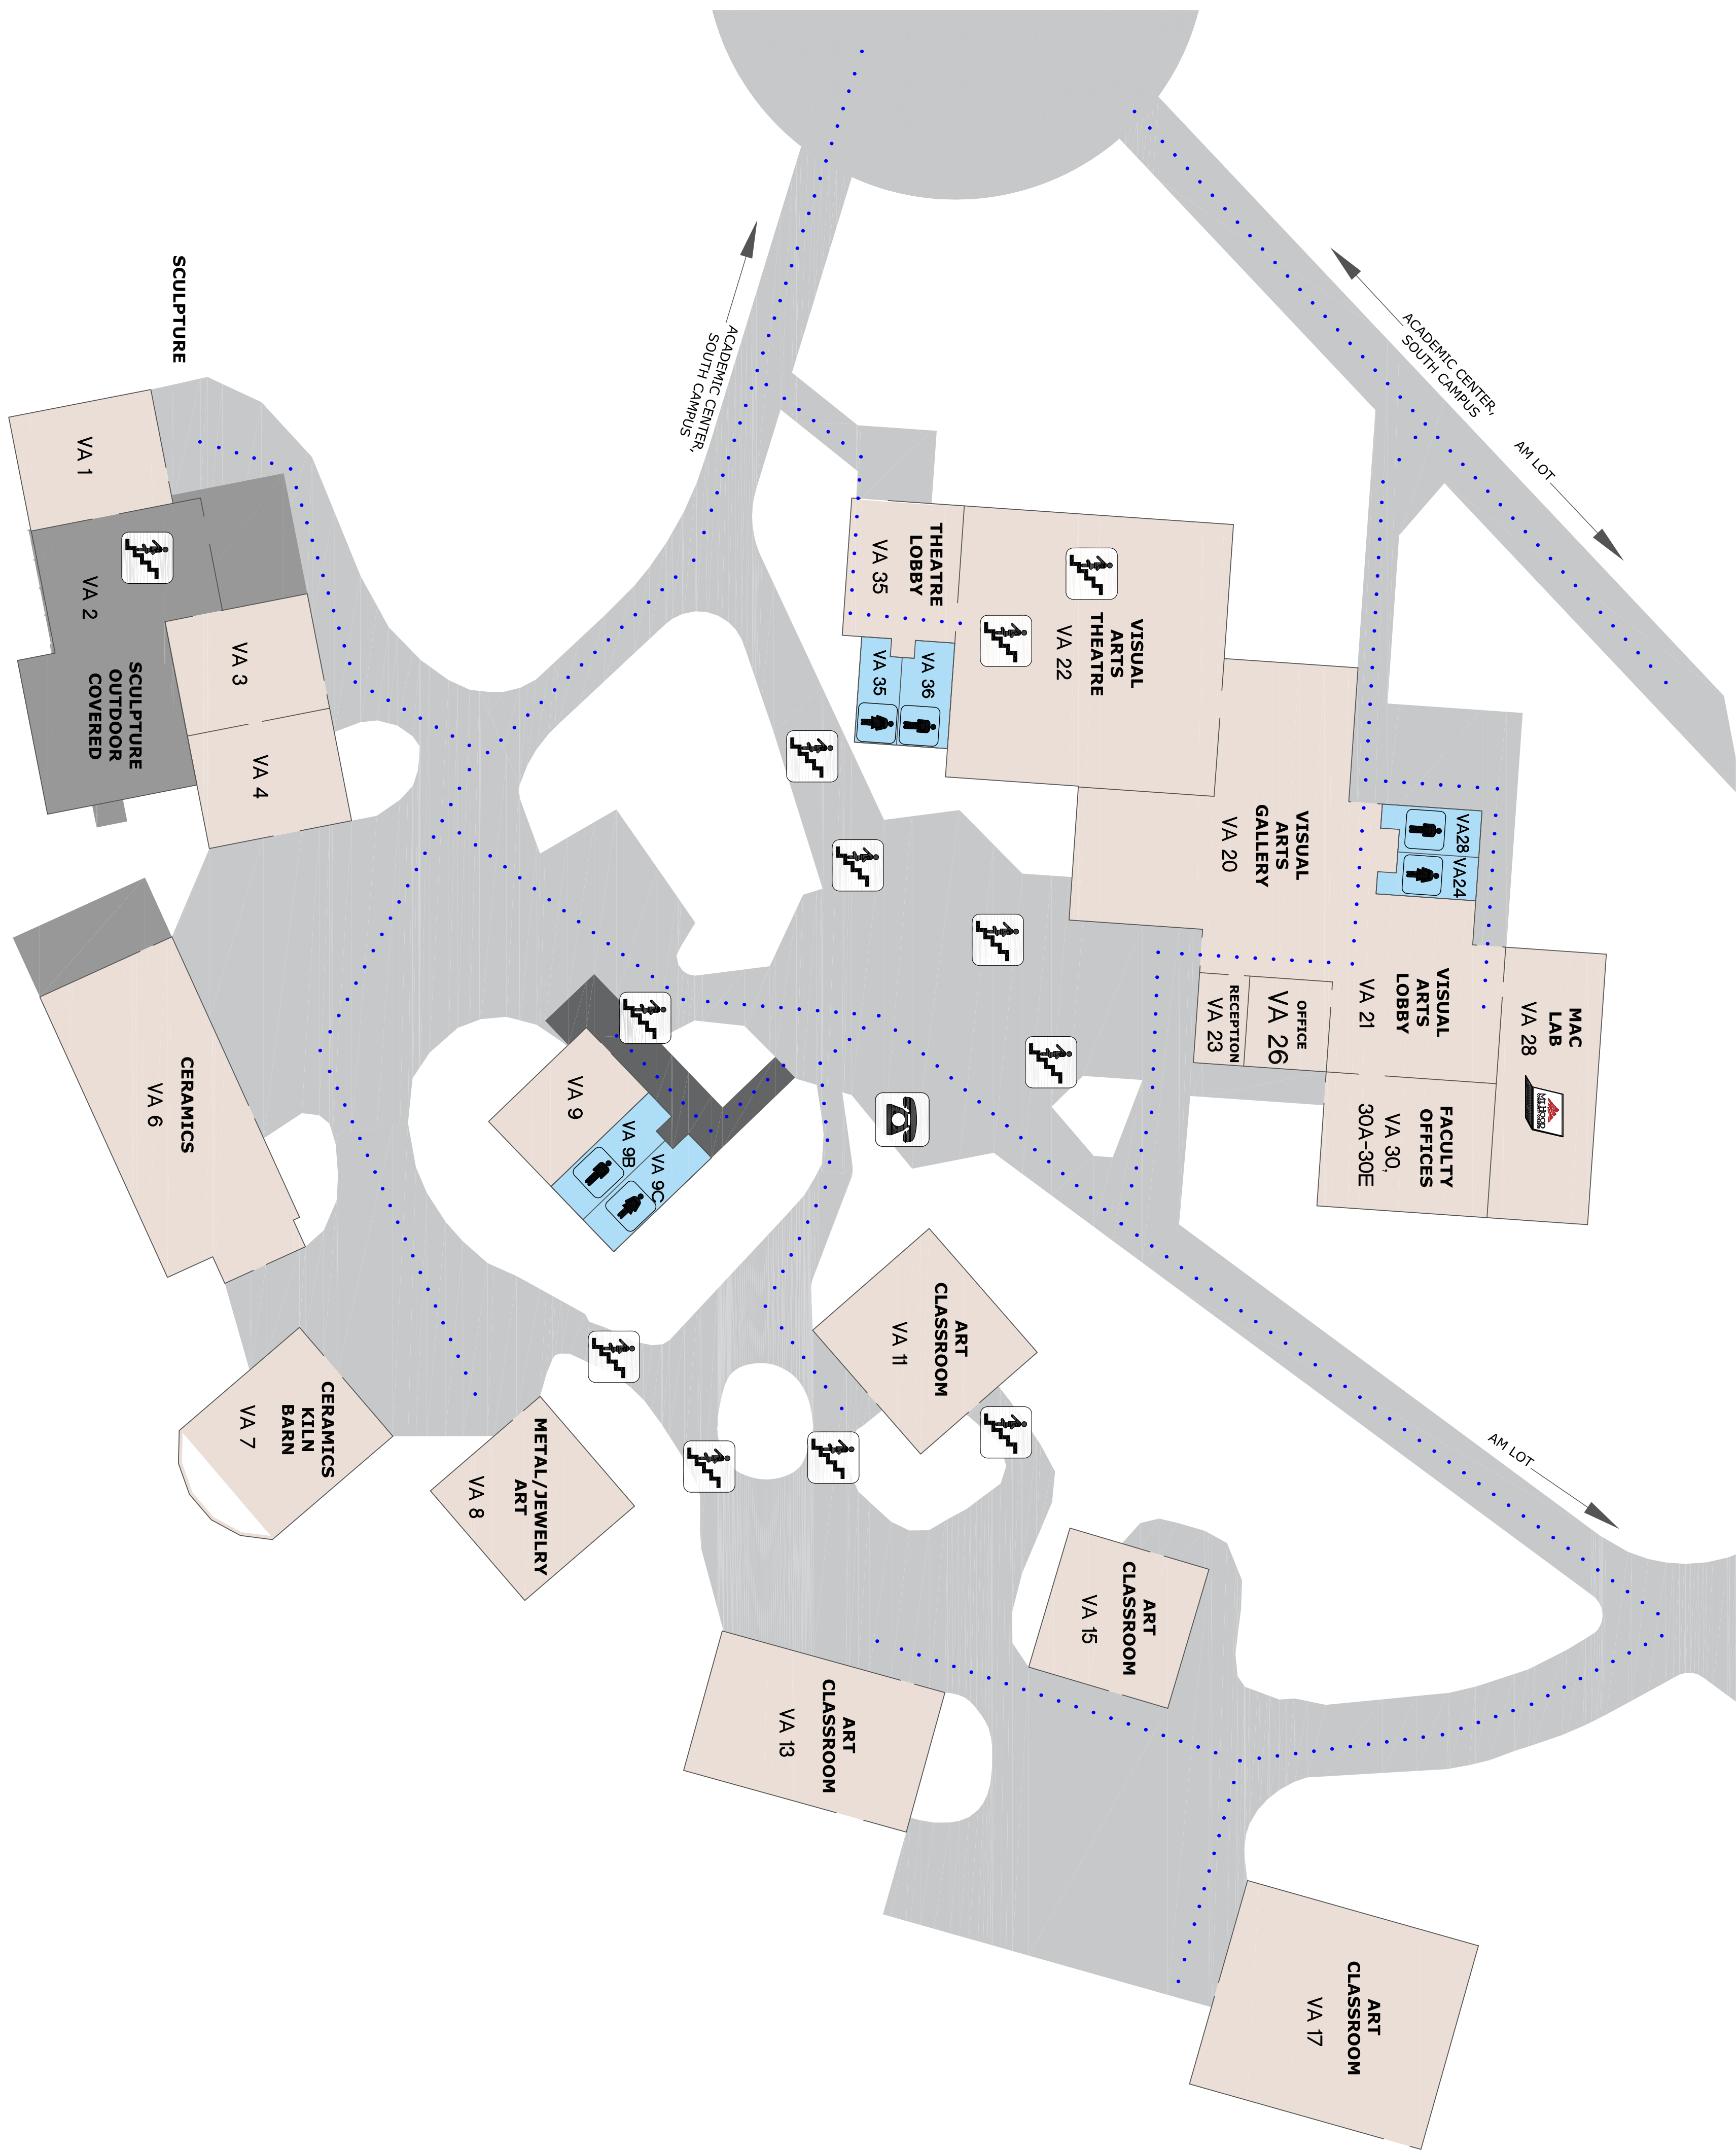 ACADEMIC CENTER,
SOUTH CAMPUS
AM LOT
ACADEMIC CENTER,
SOUTH CAMPUS
SCULPTURE
VA 1
VA 2
SCULPTURE
OUTDOOR
COVERED
VA 3
VA 4
THEATRE
LOBBY
VA 35
VA 35
VA 36
VISUAL
ARTS
THEATRE
VA 22
VISUAL
ARTS
GALLERY
VA 20
VA28
VA24
VISUAL
ARTS
LOBBY
VA 21
OFFICE
VA 26
RECEPTION
VA 23
MAC
LAB
VA 28
MT. HOOD
FACULTY
OFFICES
VA 30,
30A-30E
CERAMICS
VA 6
VA 9
VA 9B
VA 9C
ART
CLASSROOM
VA 11
CERAMICS
KILN
BARN
VA 7
METAL/JEWELRY
ART
VA 8
AM LOT
ART
CLASSROOM
VA 15
ART
CLASSROOM
VA 13
ART
CLASSROOM
VA 17